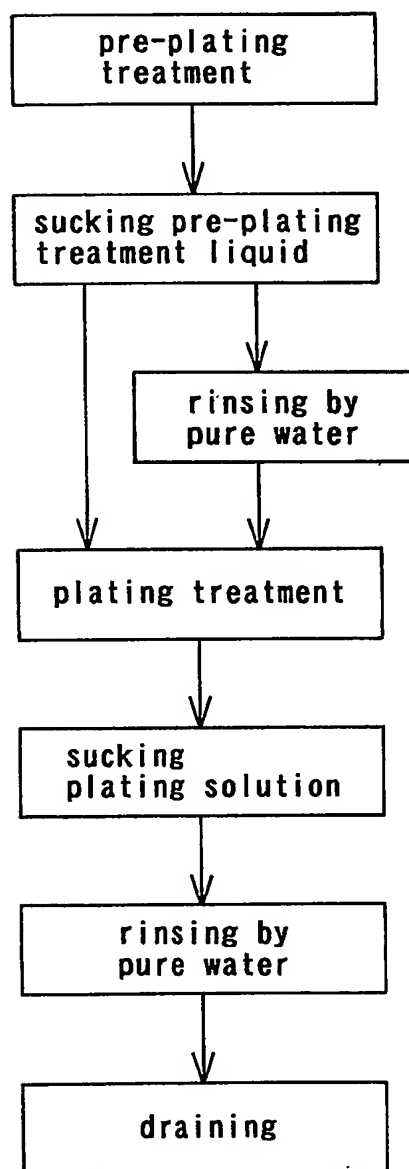 pre-plating
treatment
sucking pre-plating
treatment liquid
rinsing by
pure water
plating treatment
sucking
plating solution
rinsing by
pure water
draining